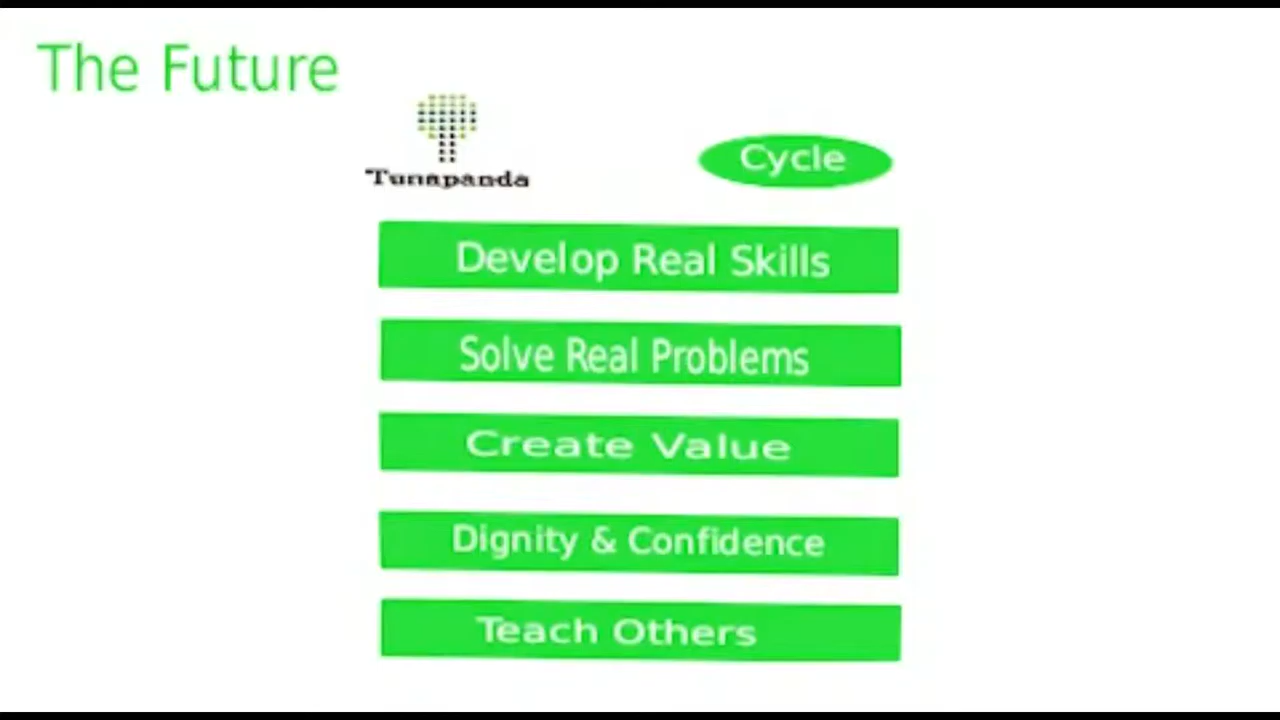 The Future
Tunapanda
Cycle
Develop Real Skills
Solve Real Problems
Create Value
Dignity & Confidence
Teach Others